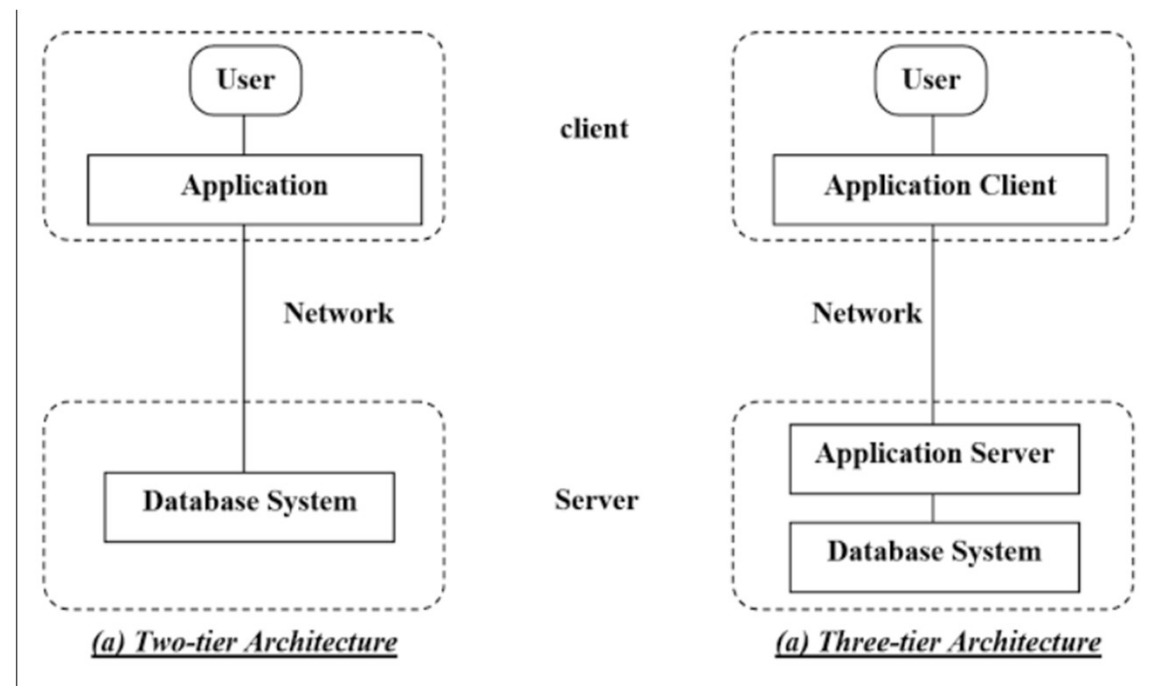 User
Application
Network
Database System
(a) Two-tier Architecture
client
Server
User
Application Client
Network
Application Server
Database System
(a) Three-tier Architecture